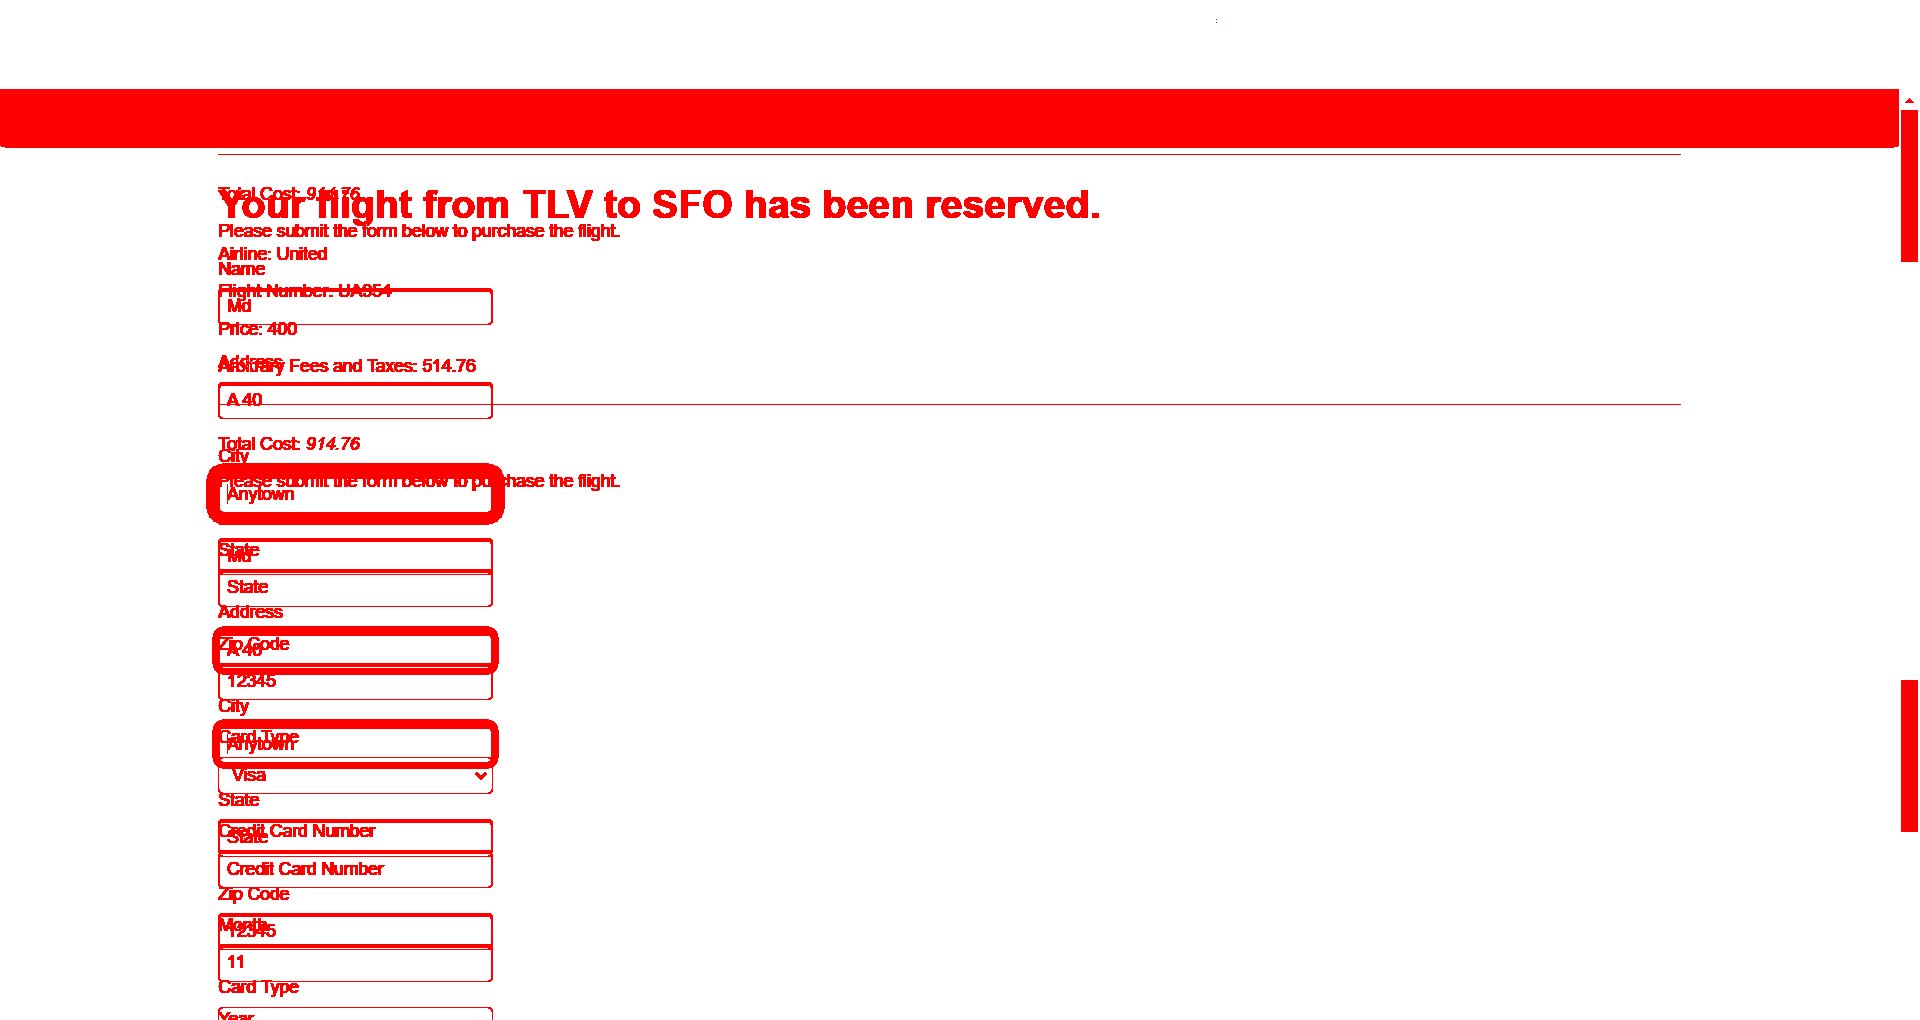 Total Cost: 914.76
Your flight from TLV to SFO has been reserved.
Please submit the form below to purchase the flight.
Airline: United
Name
Flight Number: UA954
Md
Price: 400
Address
Arbitrary Fees and Taxes: 514.76
A 40
Total Cost: 914.76
City
Please submit the form below to purchase the flight.
Anytown
State
Md
State
Address
Zip Code
A 40
12345
City
Card Type
Anytown
Visa
State
Credit Card Number
State
Credit Card Number
Zip Code
Month
12345
11
Card Type
Year